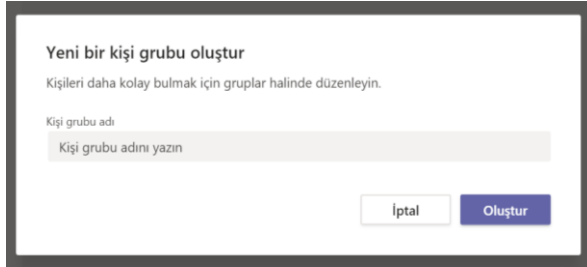 Yeni bir kişi grubu oluştur
Kişileri daha kolay bulmak için gruplar halinde düzenleyin.
Kişi grubu adı
Kişi grubu adını yazın
İptal
Oluştur